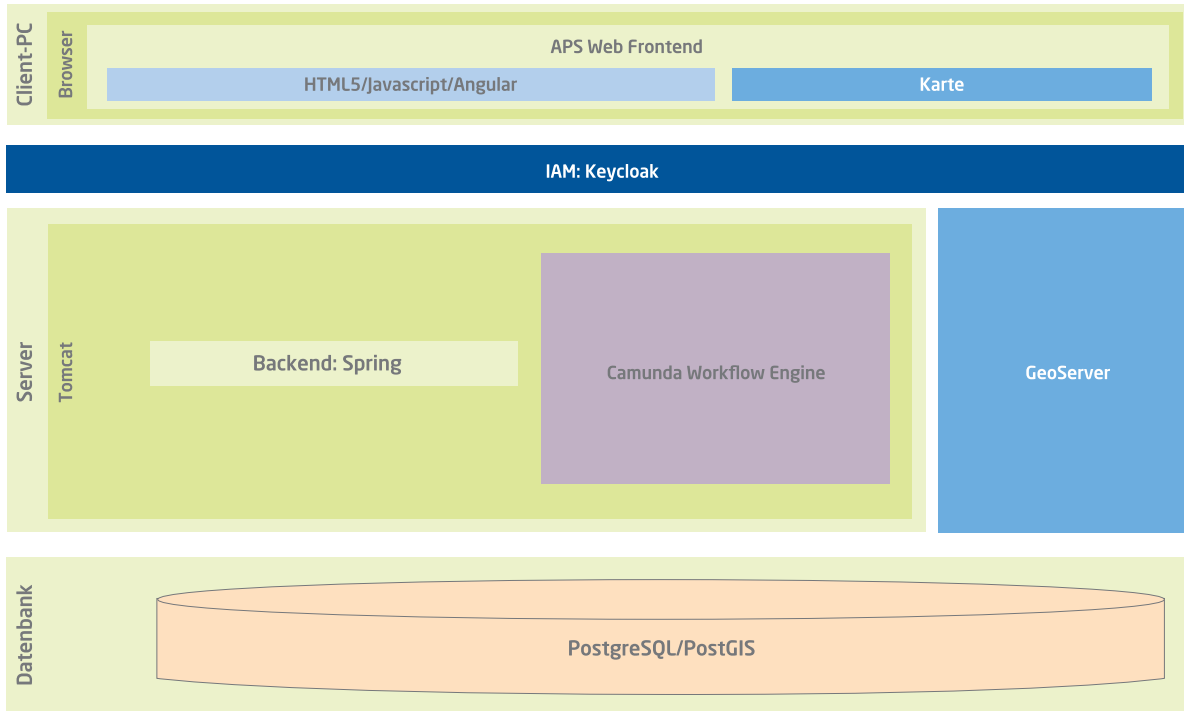 Client-PC
Browser
APS Web Frontend
HTML5/Javascript/Angular
Karte
IAM: Keycloak
Server
Tomcat
Backend: Spring
Camunda Workflow Engine
GeoServer
Datenbank
PostgreSQL/PostGIS